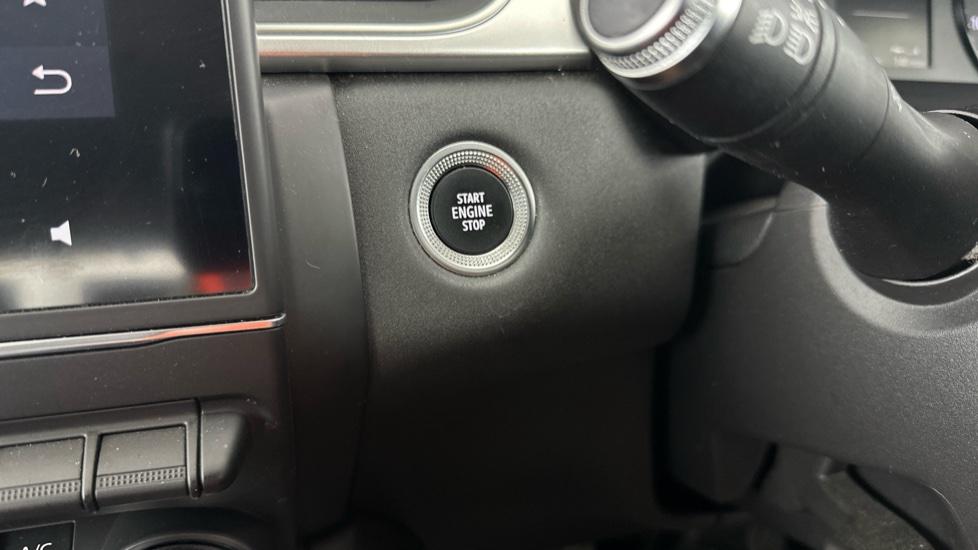 START
ENGINE
STOP
A/C